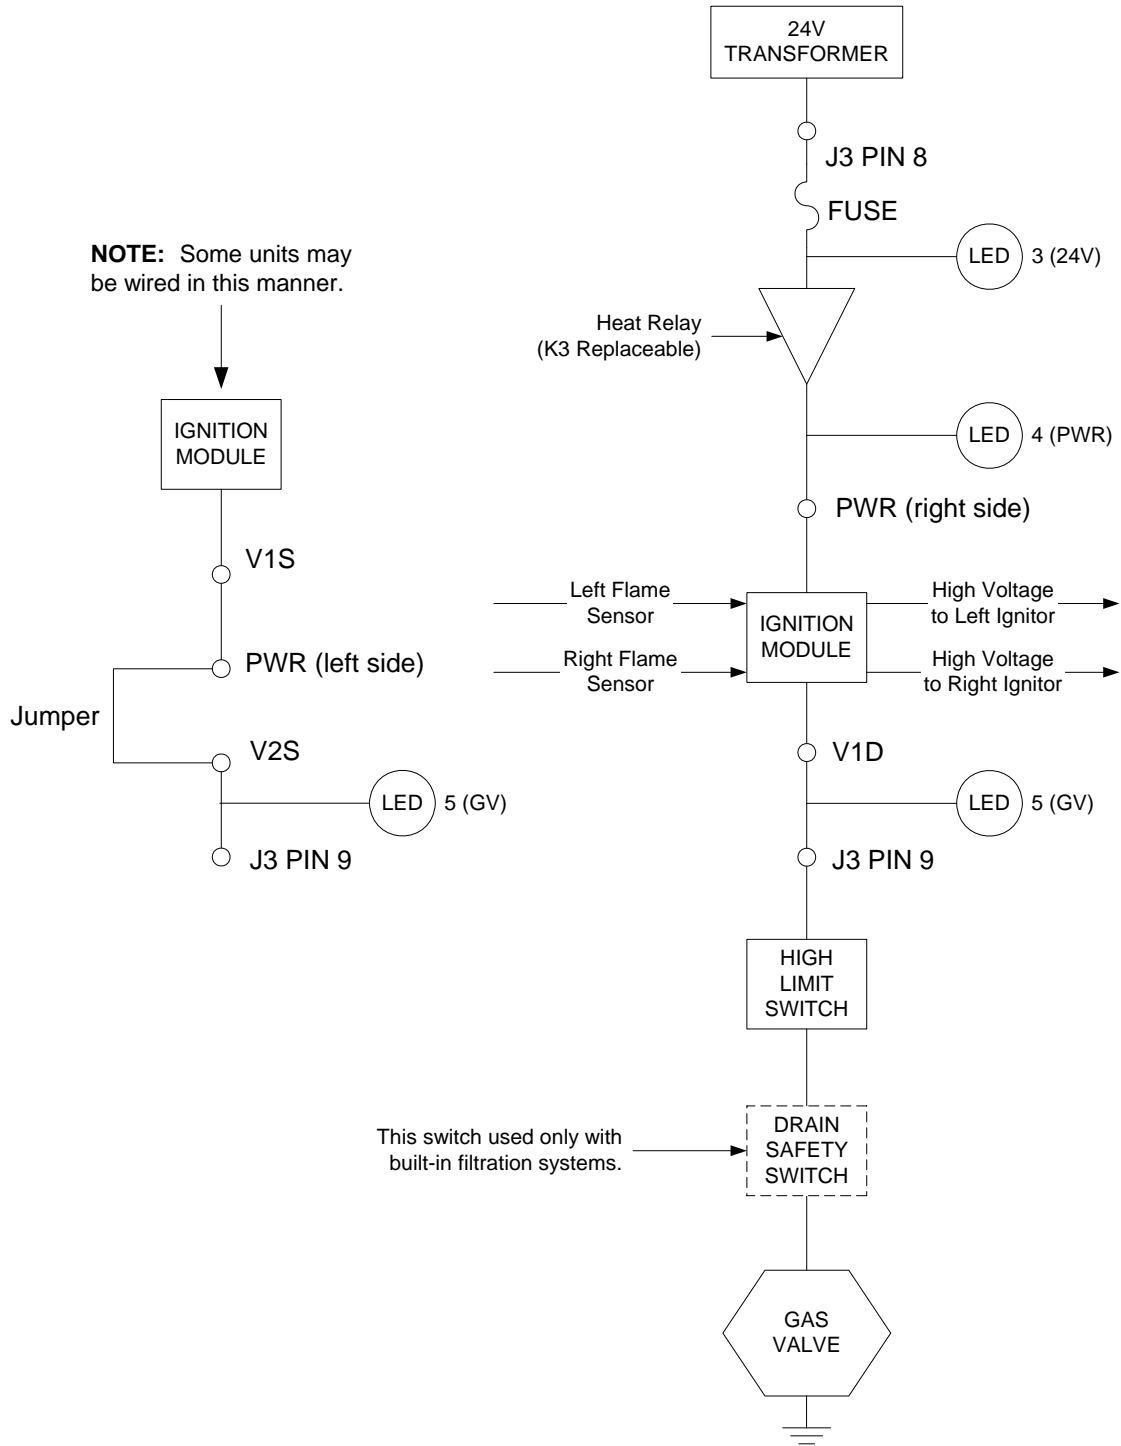 24V
TRANSFORMER
J3 PIN 8
FUSE
LED
3 (24V)
Heat Relay
(K3 Replaceable)
LED
4 (PWR)
PWR (right side)
Left Flame
Sensor
Right Flame
Sensor
IGNITION
MODULE
High Voltage
to Left Ignitor
High Voltage
to Right Ignitor
V1D
LED
5 (GV)
J3 PIN 9
HIGH
LIMIT
SWITCH
This switch used only with
built-in filtration systems.
DRAIN
SAFETY
SWITCH
GAS
VALVE
NOTE: Some units may
be wired in this manner.
IGNITION
MODULE
V1S
PWR (left side)
Jumper
V2S
LED
5 (GV)
J3 PIN 9